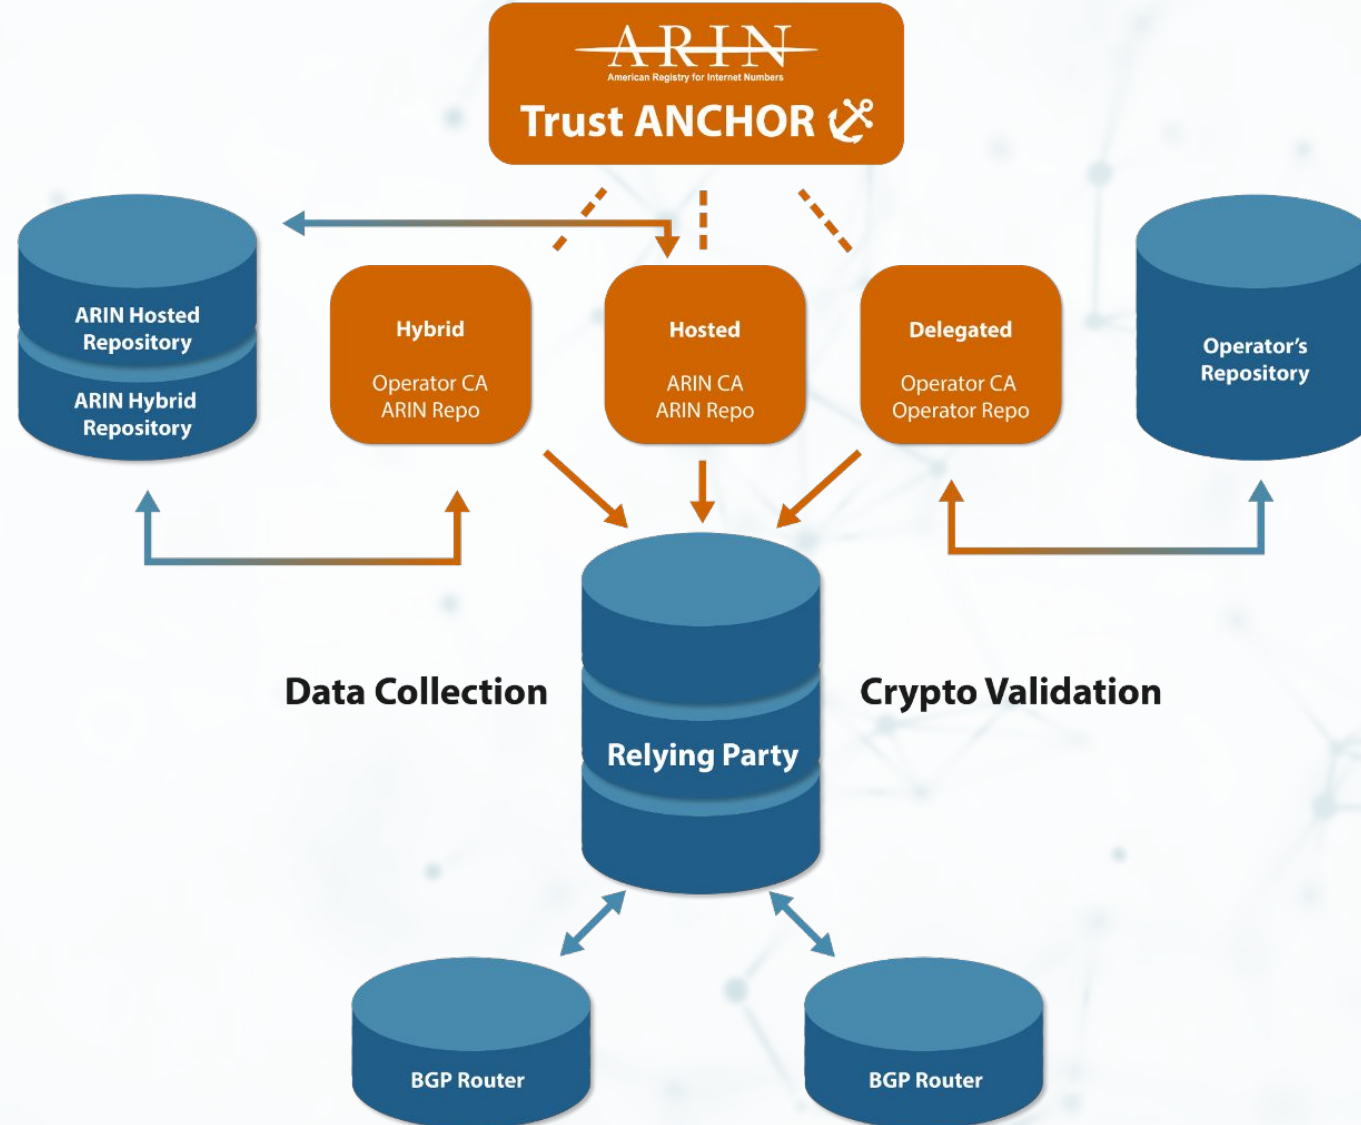 ARIN
American Registry for Internet Numbers
Trust ANCHOR
ARIN Hosted
Repository
ARIN Hybrid
Repository
Hybrid
Operator CA
ARIN Repo
Hosted
ARIN CA
ARIN Repo
Delegated
Operator CA
Operator Repo
Operator's
Repository
Data Collection
Relying Party
Crypto Validation
BGP Router
BGP Router